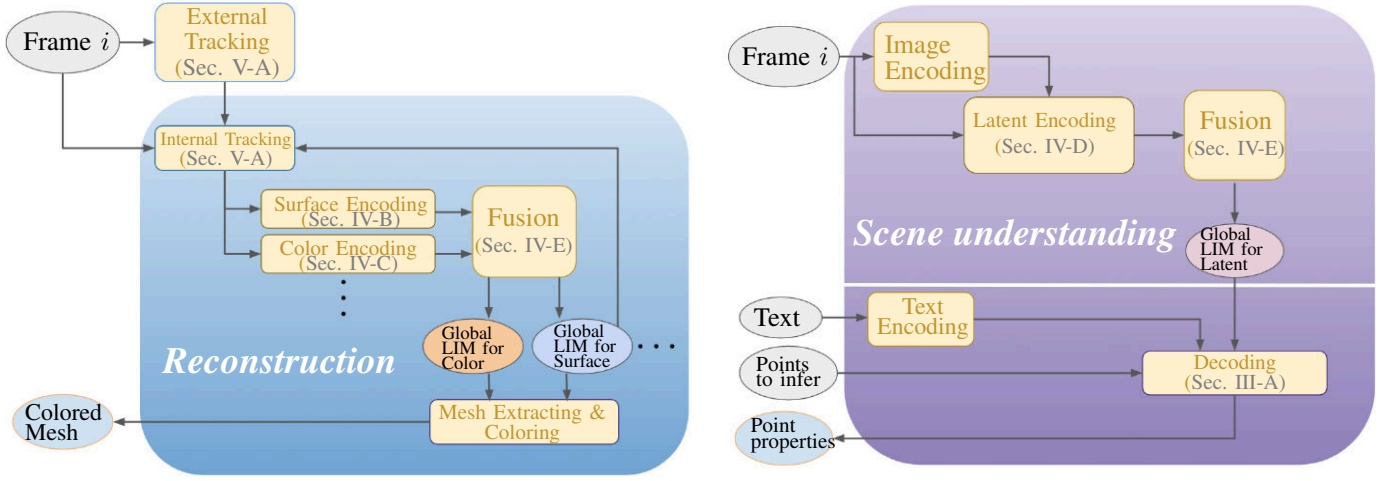 Frame i
External
Tracking
(Sec. V-A)
Internal Tracking
(Sec. V-A)
Surface Encoding
(Sec. IV-B)
Color Encoding
(Sec. IV-C)
Fusion
(Sec. IV-E)
Global
LIM for
Color
Global
LIM for
Surface
Reconstruction
Mesh Extracting &
Coloring
Colored
Mesh
Frame i
Image
Encoding
Latent Encoding
(Sec. IV-D)
Fusion
(Sec. IV-E)
Scene understanding
Global
LIM for
Latent
Text
Text
Encoding
Points
to infer
Decoding
(Sec. III-A)
Point
properties